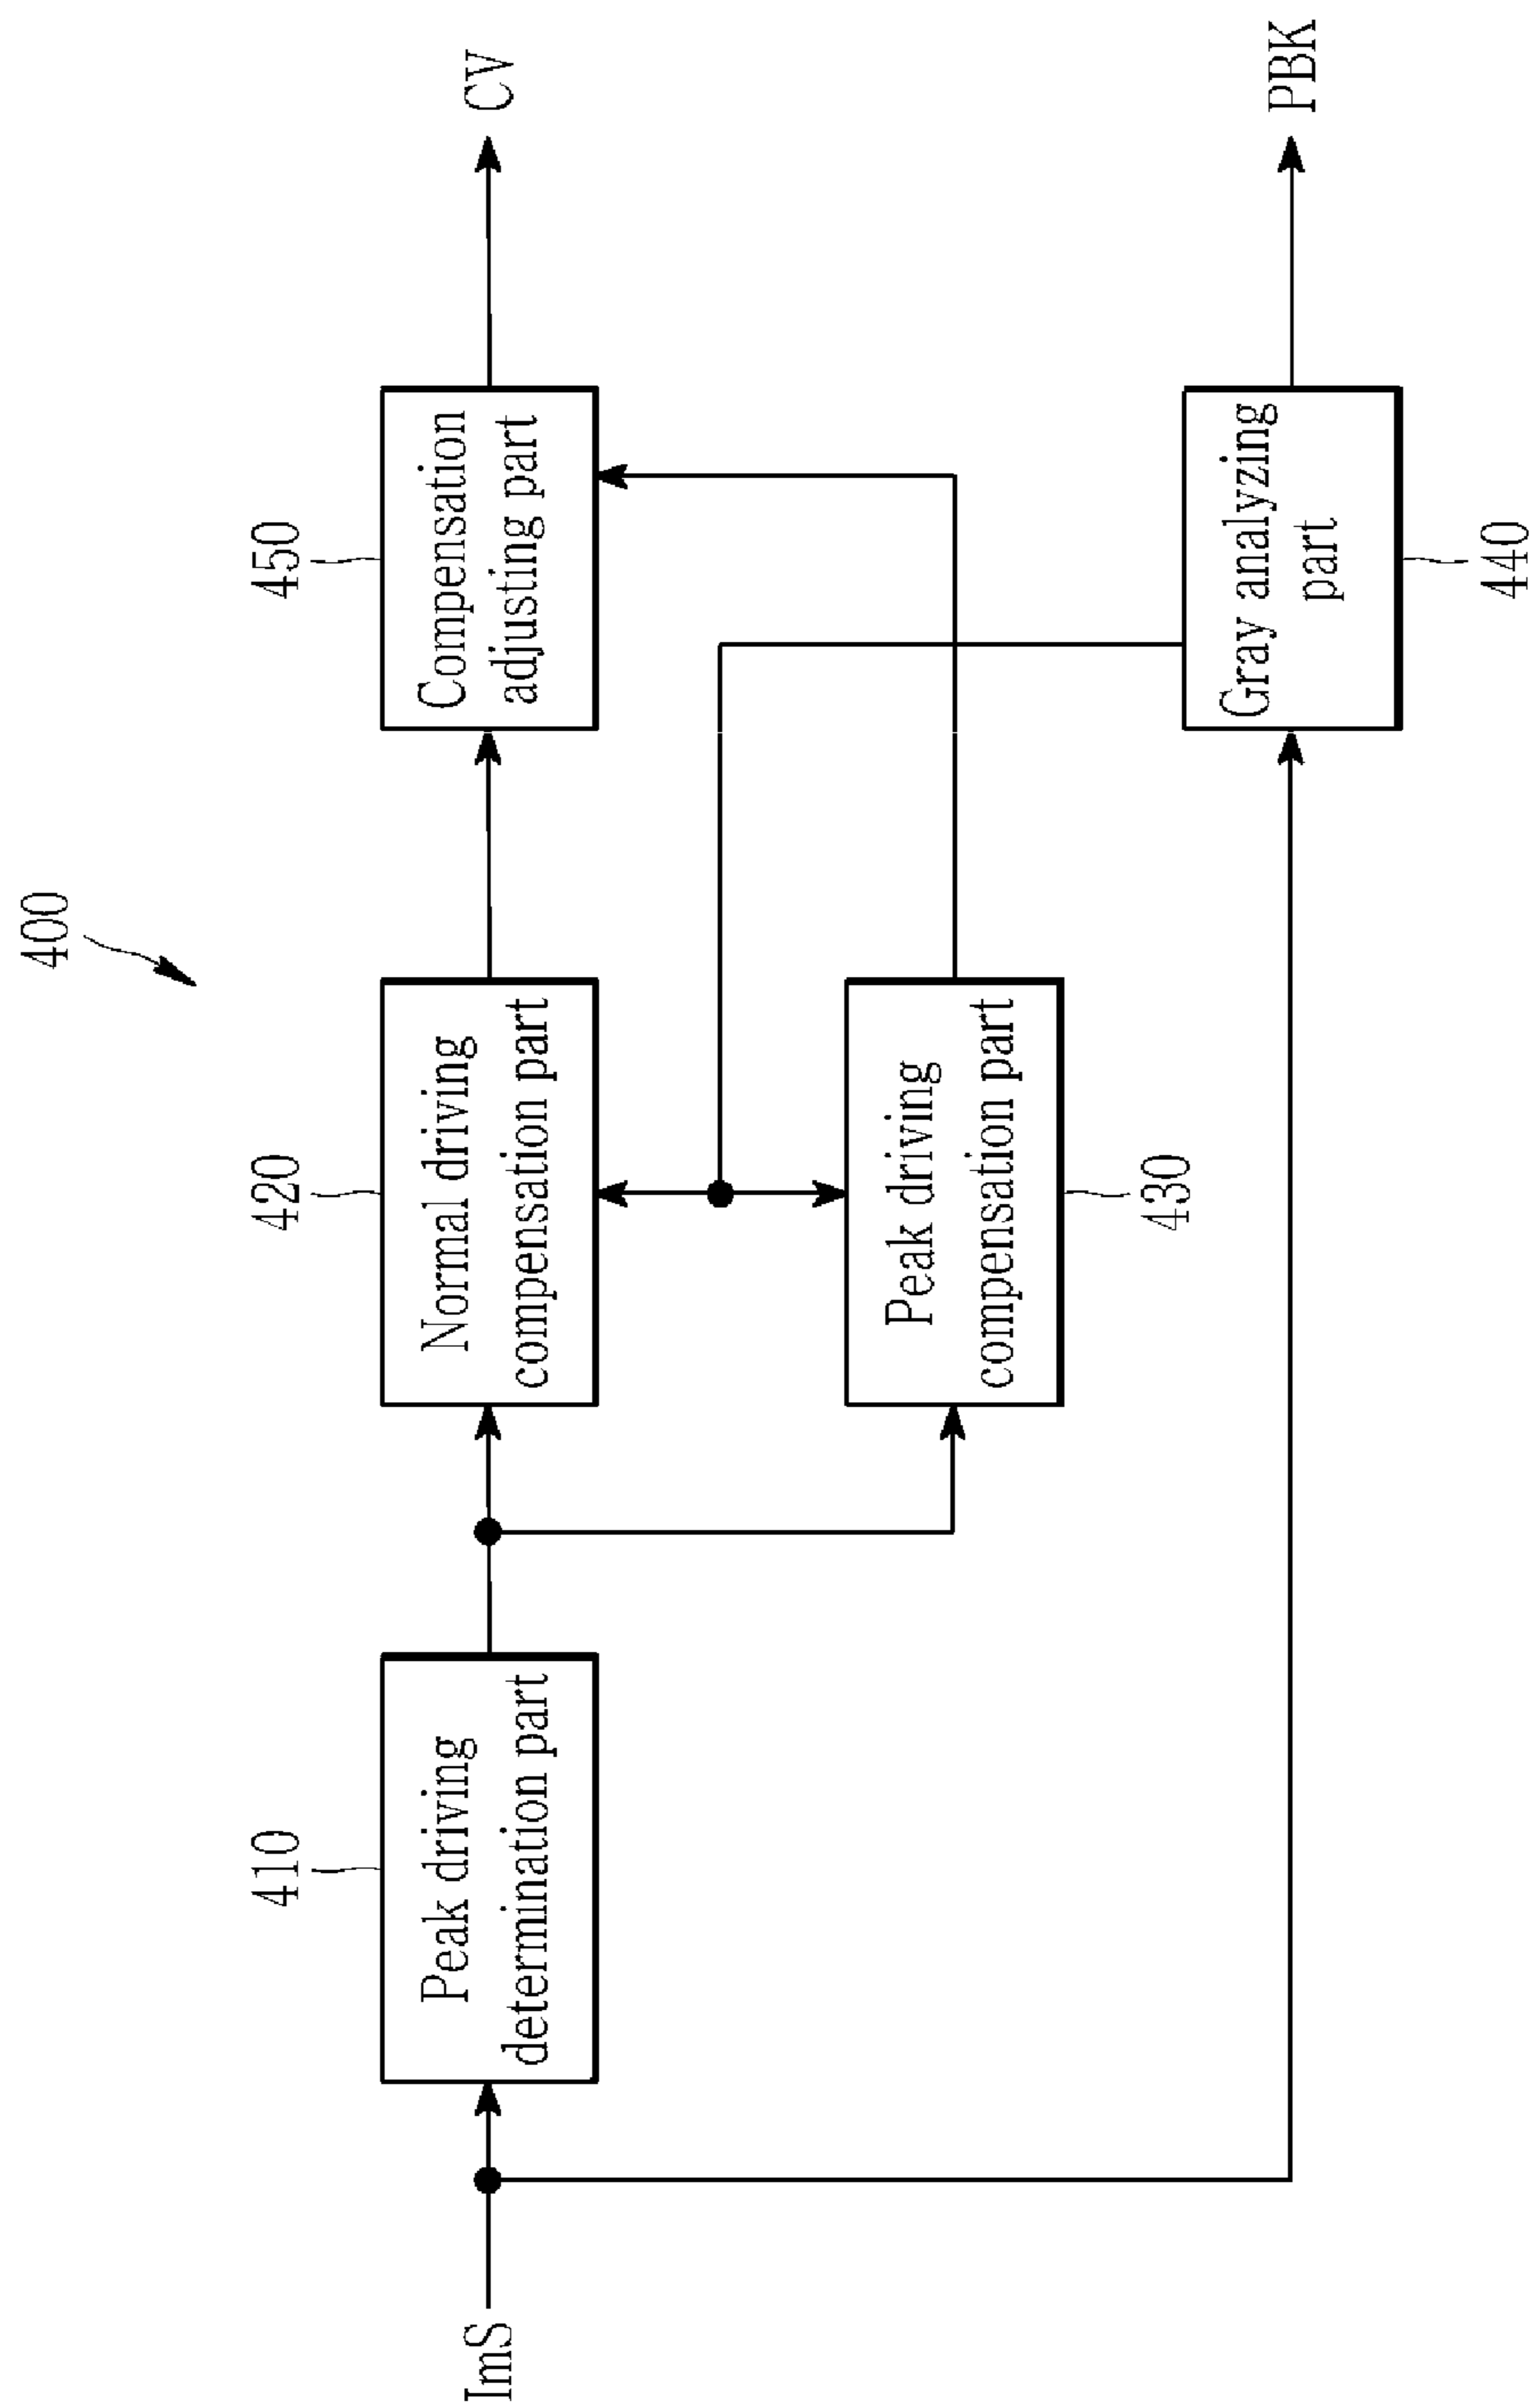 400
410
420
450
ImS
Peak driving
determination part
Normal driving
compensation part
Compensation
adjusting part
CV
Peak driving
compensation part
430
Gray analyzing
part
PBK
440